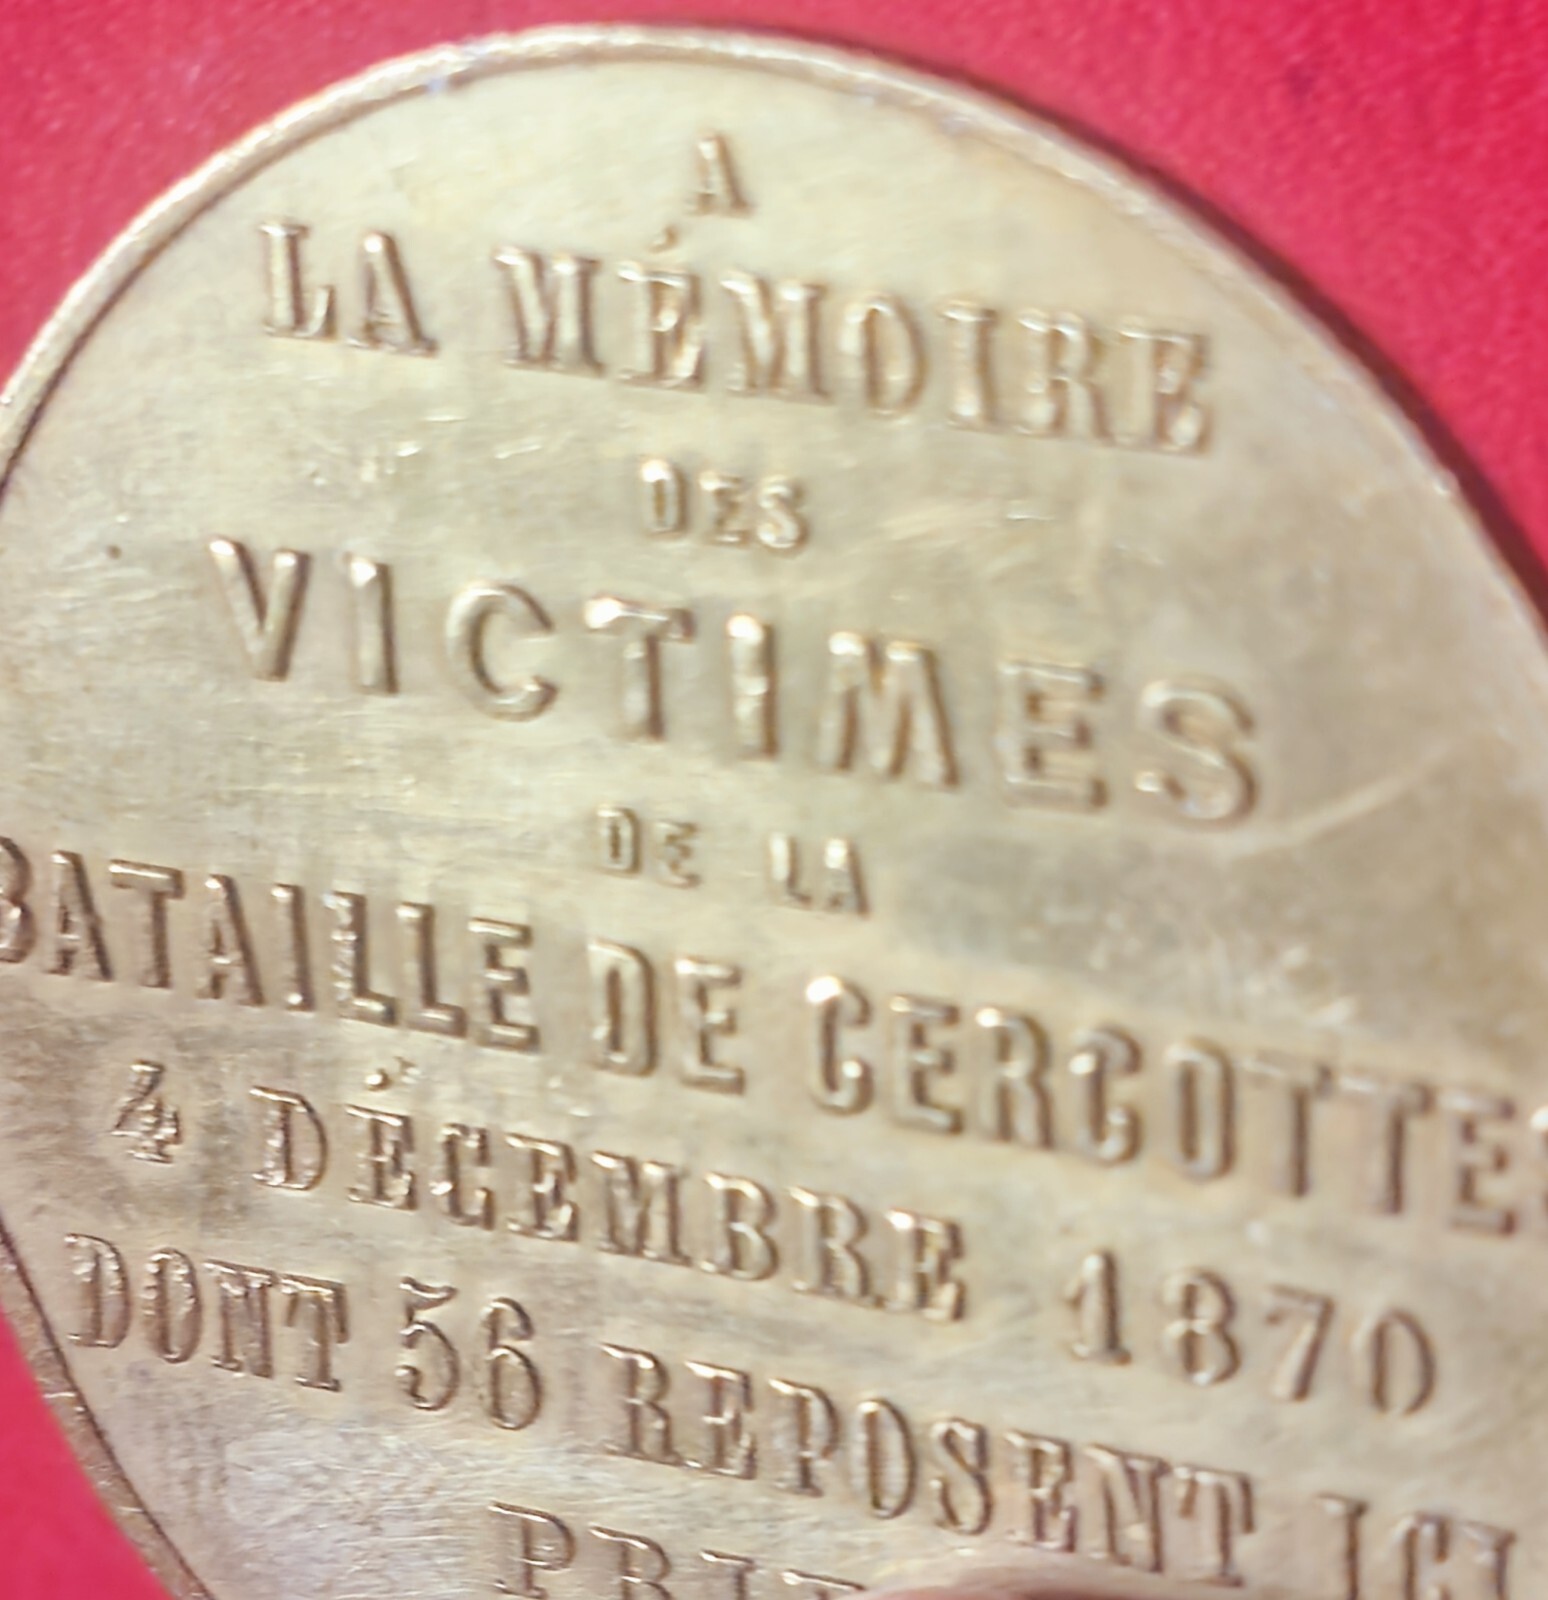 A
LA MÉMOIRE
DES
VICTIMES
DE LA
BATAILLE DE CERCOTTES
4 DÉCEMBRE 1870
DONT 56 REPOSENT ICI